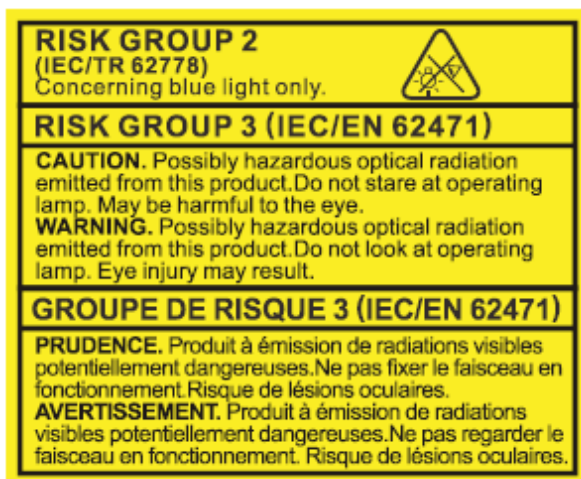 RISK GROUP 2
(IEC/TR 62778)
Concerning blue light only.
RISK GROUP 3 (IEC/EN 62471)
CAUTION. Possibly hazardous optical radiation
emitted from this product.Do not stare at operating
lamp. May be harmful to the eye.
WARNING. Possibly hazardous optical radiation
emitted from this product.Do not look at operating
lamp. Eye injury may result.
GROUPE DE RISQUE 3 (IEC/EN 62471)
PRUDENCE. Produit à émission de radiations visibles
potentiellement dangereuses.Ne pas fixer le faisceau en
fonctionnement.Risque de lésions oculaires.
AVERTISSEMENT. Produit à émission de radiations
visibles potentiellement dangereuses.Ne pas regarder le
faisceau en fonctionnement. Risque de lésions oculaires.